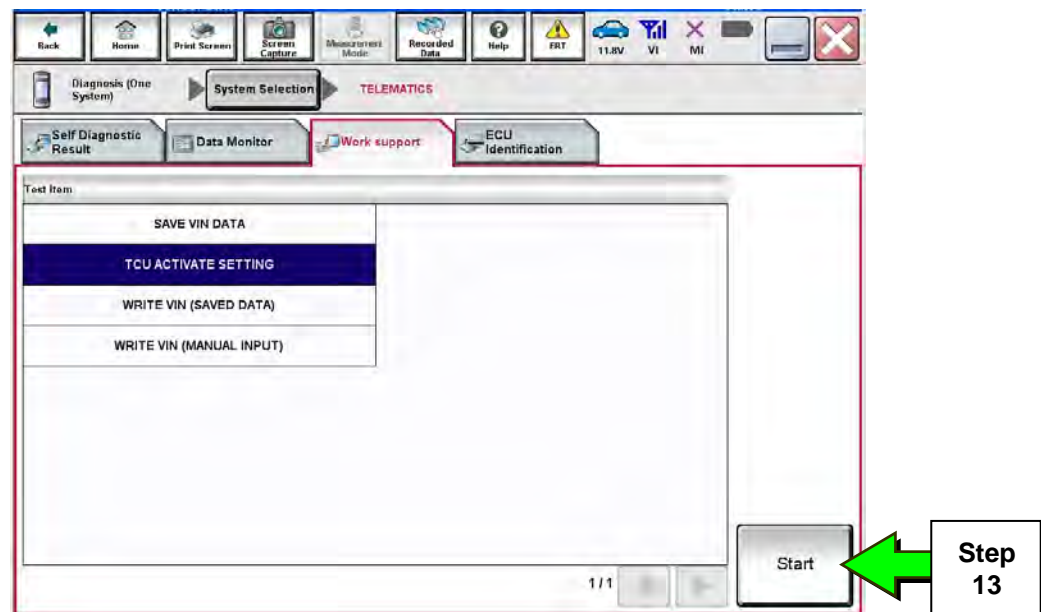 Back
Home
Print Screen
Screen
Capture
Measurement
Mode
Recorded
Data
Help
ERT
11.8V
VI
MI
Diagnosis (One
System)
System Selection
TELEMATICS
Self Diagnostic
Result
Data Monitor
Work support
ECU
Identification
Test Item
SAVE VIN DATA
TCU ACTIVATE SETTING
WRITE VIN (SAVED DATA)
WRITE VIN (MANUAL INPUT)
1/1
Start
Step
13